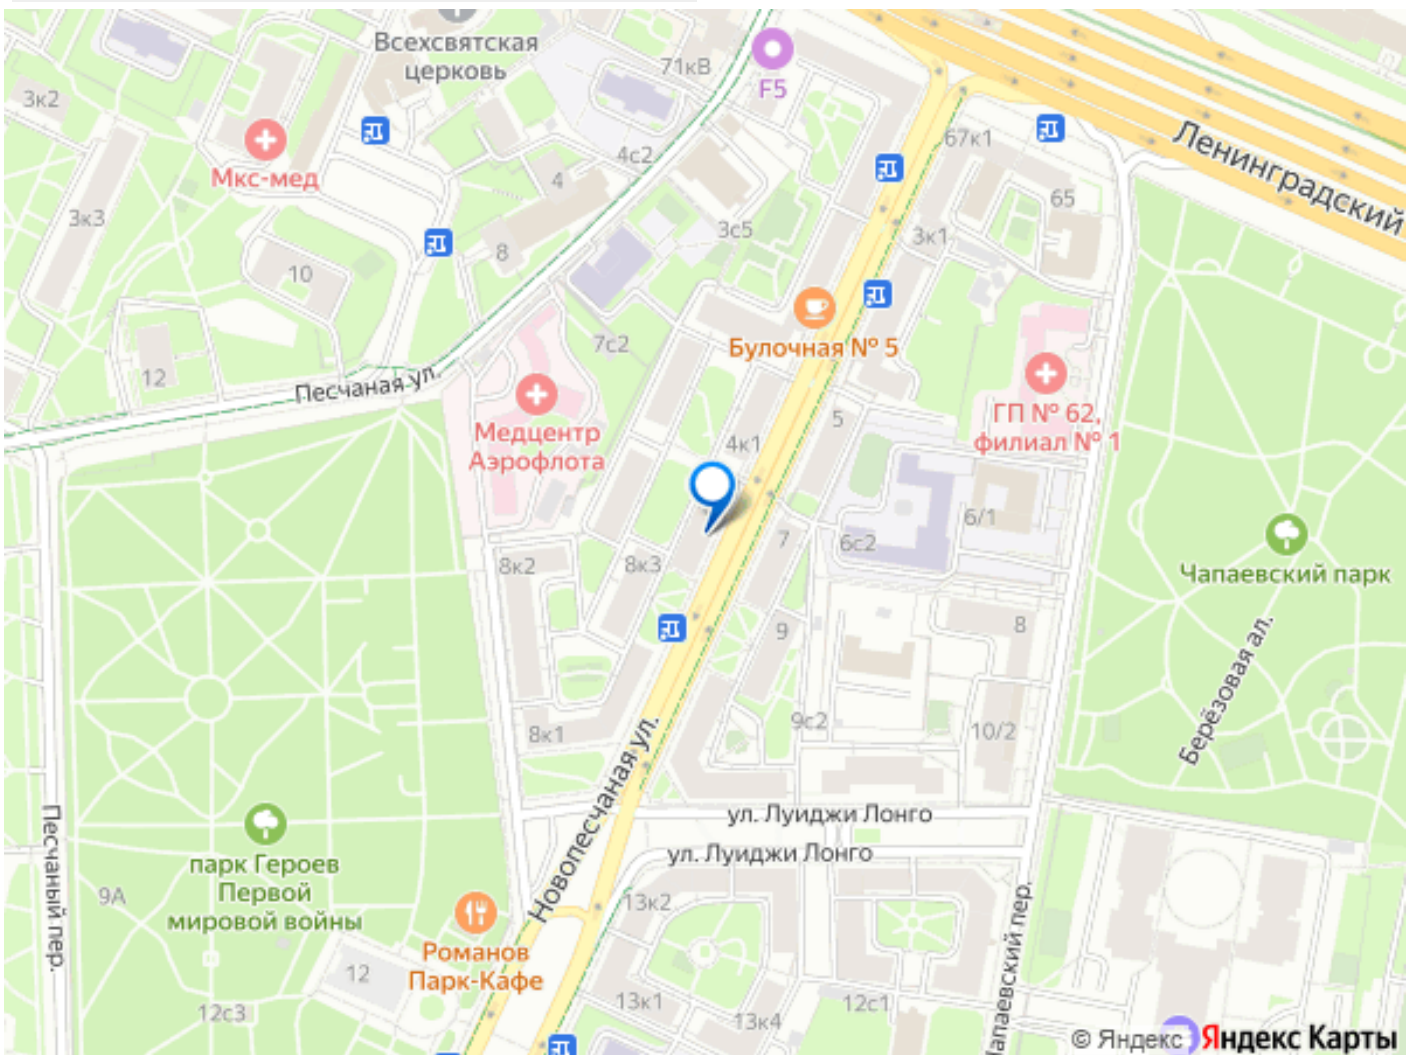 Всехсвятская
церковь
71кВ
F5
3к2
Мкс-мед
4с2
4
67к1
Ленинградский
65
3к3
8
3с5
3к1
10
7с2
Булочная № 5
12
Песчаная ул.
Медцентр
Аэрофлота
4к1
5
ГП № 62,
филиал № 1
6/1
7
6с2
8к2
8к3
Чапаевский парк
9
8
Берёзовая ал.
8к1
9с2
10/2
Новопесчаная ул.
ул. Луиджи Лонго
ул. Луиджи Лонго
Песчаный пер.
парк Героев
Первой
мировой войны
9А
13к2
Романов
Парк-Кафе
12
12с3
13к1
13к4
12с1
Чапаевский пер.
© Яндекс
Яндекс Карты